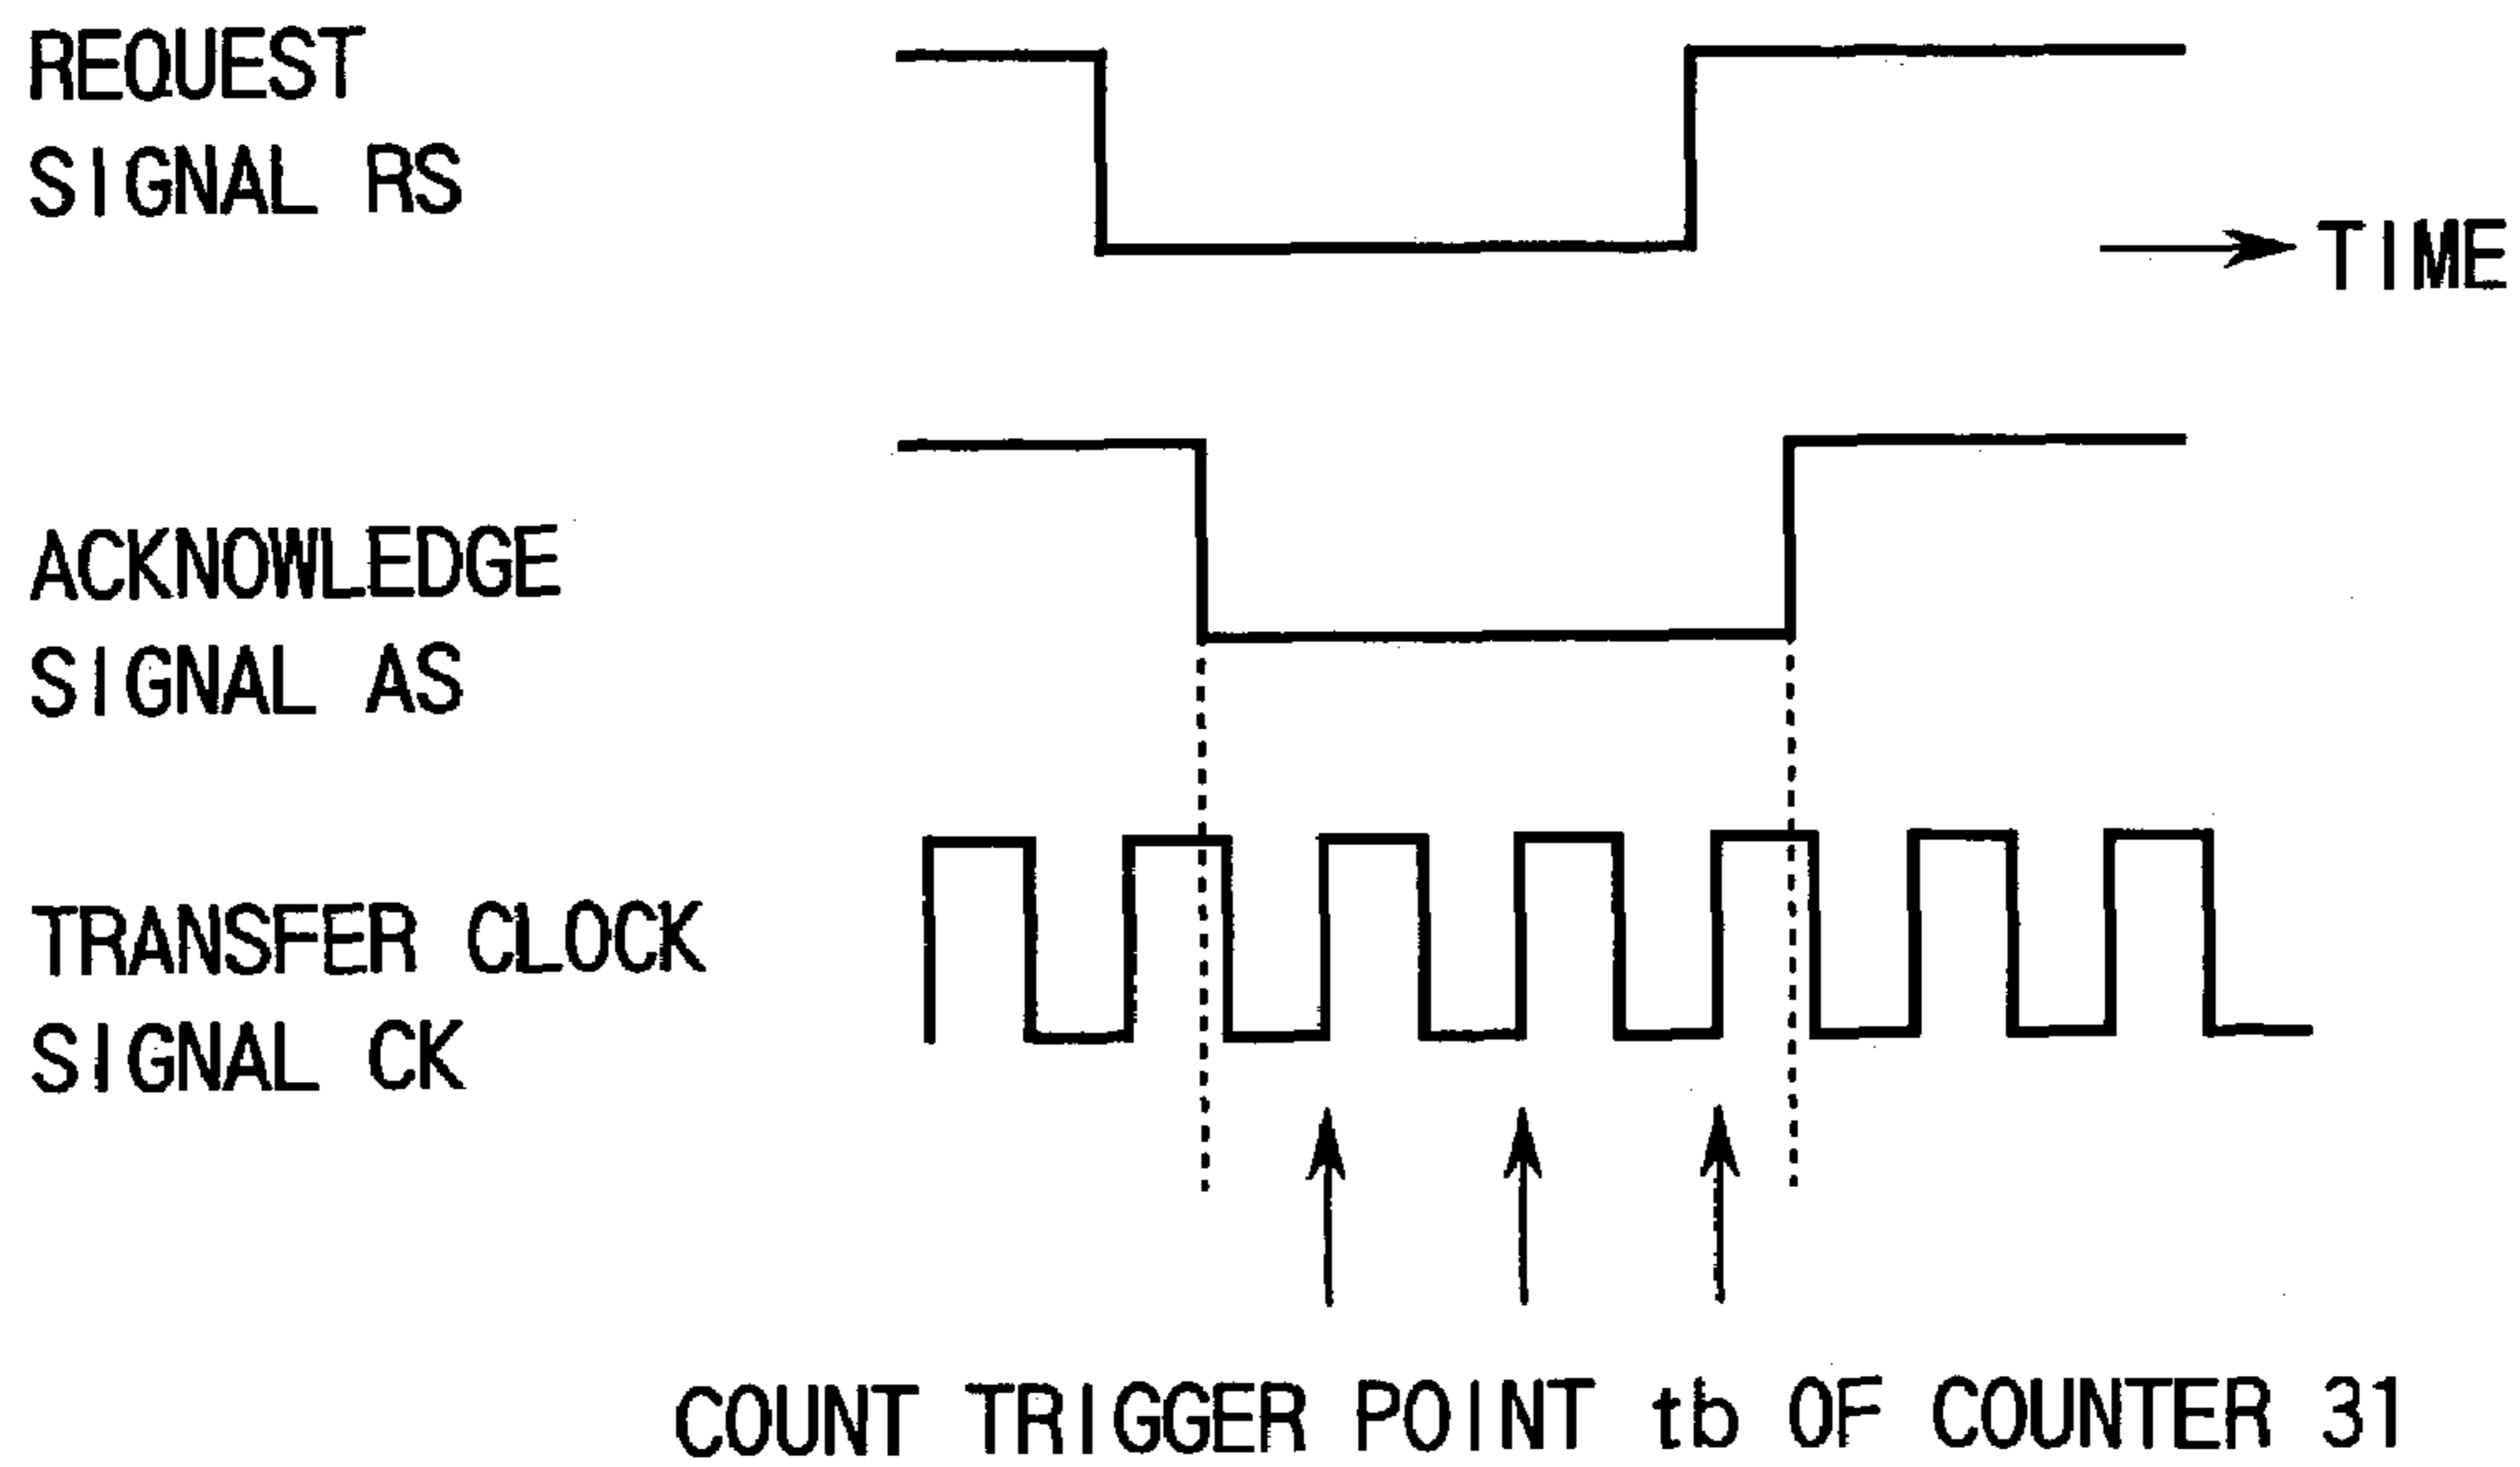 REQUEST
SIGNAL RS
TIME
ACKNOWLEDGE
SIGNAL AS
TRANSFER CLOCK
SIGNAL CK
COUNT TRIGGER POINT tb OF COUNTER 31